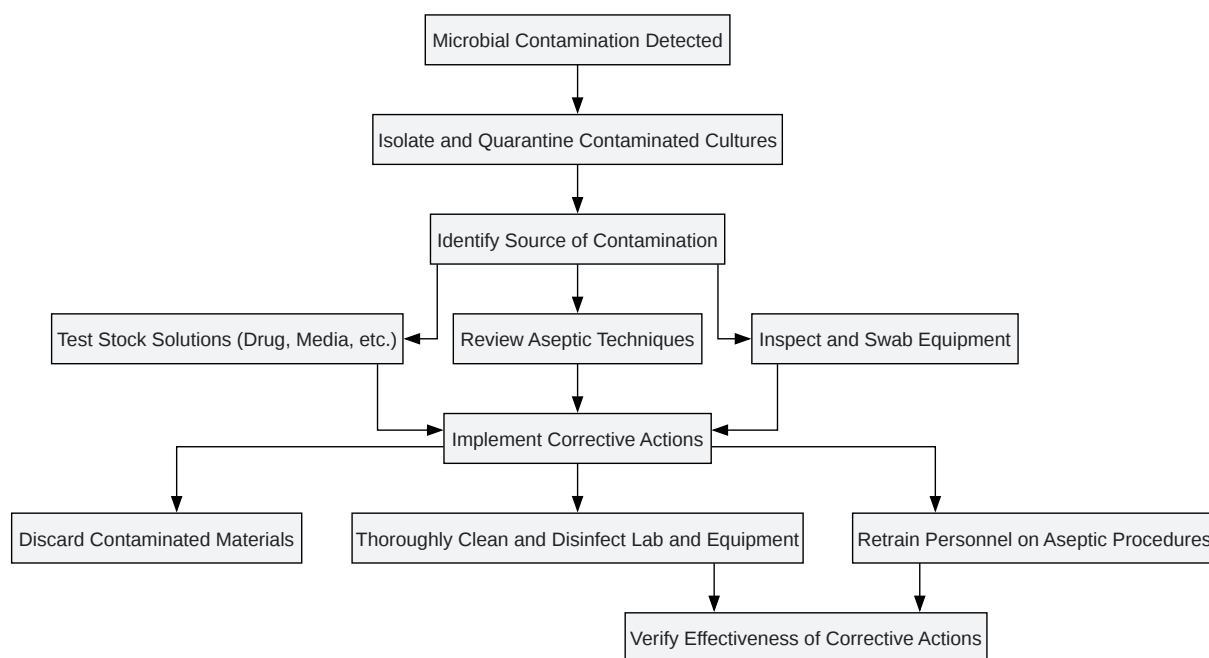 Microbial Contamination Detected
Isolate and Quarantine Contaminated Cultures
Identify Source of Contamination
Test Stock Solutions (Drug, Media, etc.)
Review Aseptic Techniques
Inspect and Swab Equipment
Implement Corrective Actions
Discard Contaminated Materials
Thoroughly Clean and Disinfect Lab and Equipment
Retrain Personnel on Aseptic Procedures
Verify Effectiveness of Corrective Actions